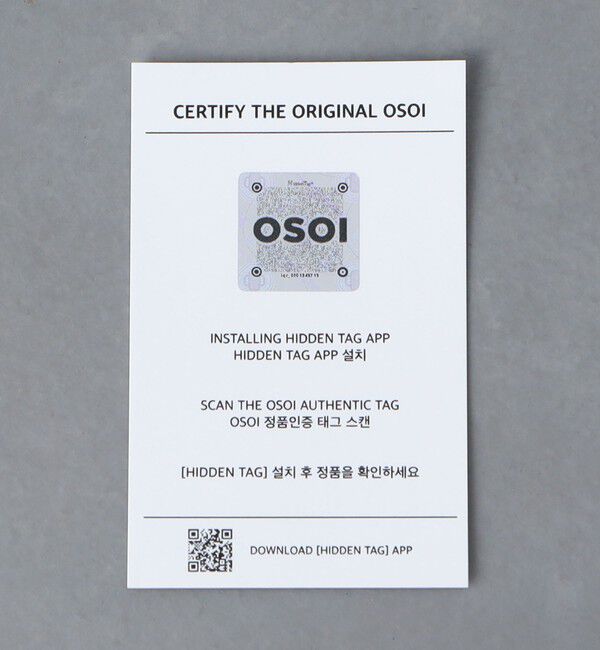 CERTIFY THE ORIGINAL OSOI
HiddenTag
OSOI
INSTALLING HIDDEN TAG APP
HIDDEN TAG APP 설치
SCAN THE OSOI AUTHENTIC TAG
OSOI 정품인증 태그 스캔
[HIDDEN TAG] 설치 후 정품을 확인하세요
DOWNLOAD [HIDDEN TAG] APP